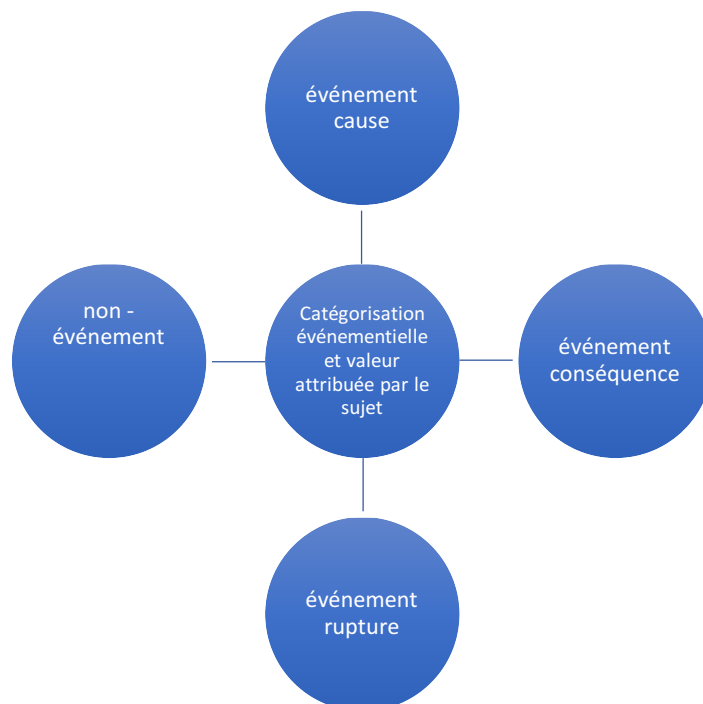 événement
cause
non -
événement
Catégorisation
événementielle
et valeur
attribuée par le
sujet
événement
conséquence
événement
rupture